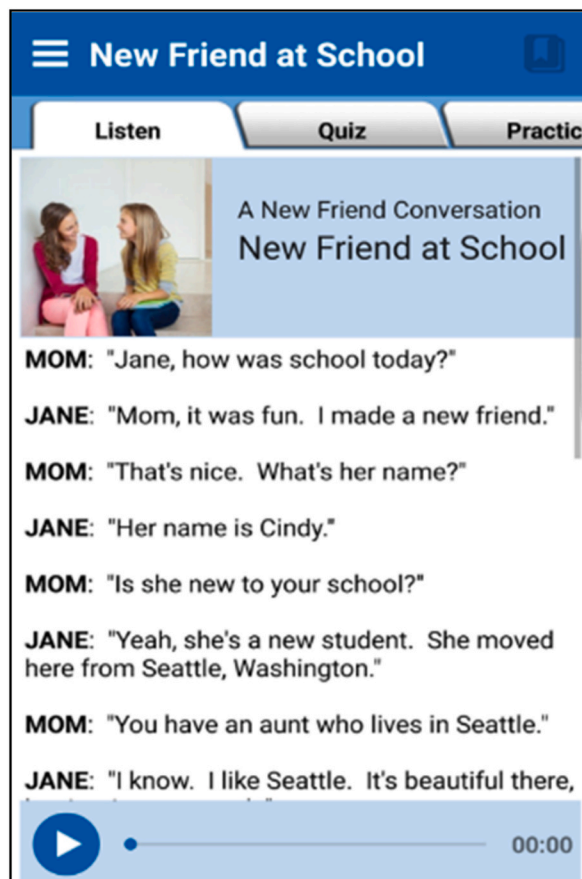 New Friend at School
Listen
Quiz
Practic
A New Friend Conversation
New Friend at School
MOM: "Jane, how was school today?"
JANE: "Mom, it was fun.  I made a new friend."
MOM: "That's nice.  What's her name?"
JANE: "Her name is Cindy."
MOM: "Is she new to your school?"
JANE: "Yeah, she's a new student.  She moved
here from Seattle, Washington."
MOM: "You have an aunt who lives in Seattle."
JANE: "I know.  I like Seattle.  It's beautiful there,
00:00